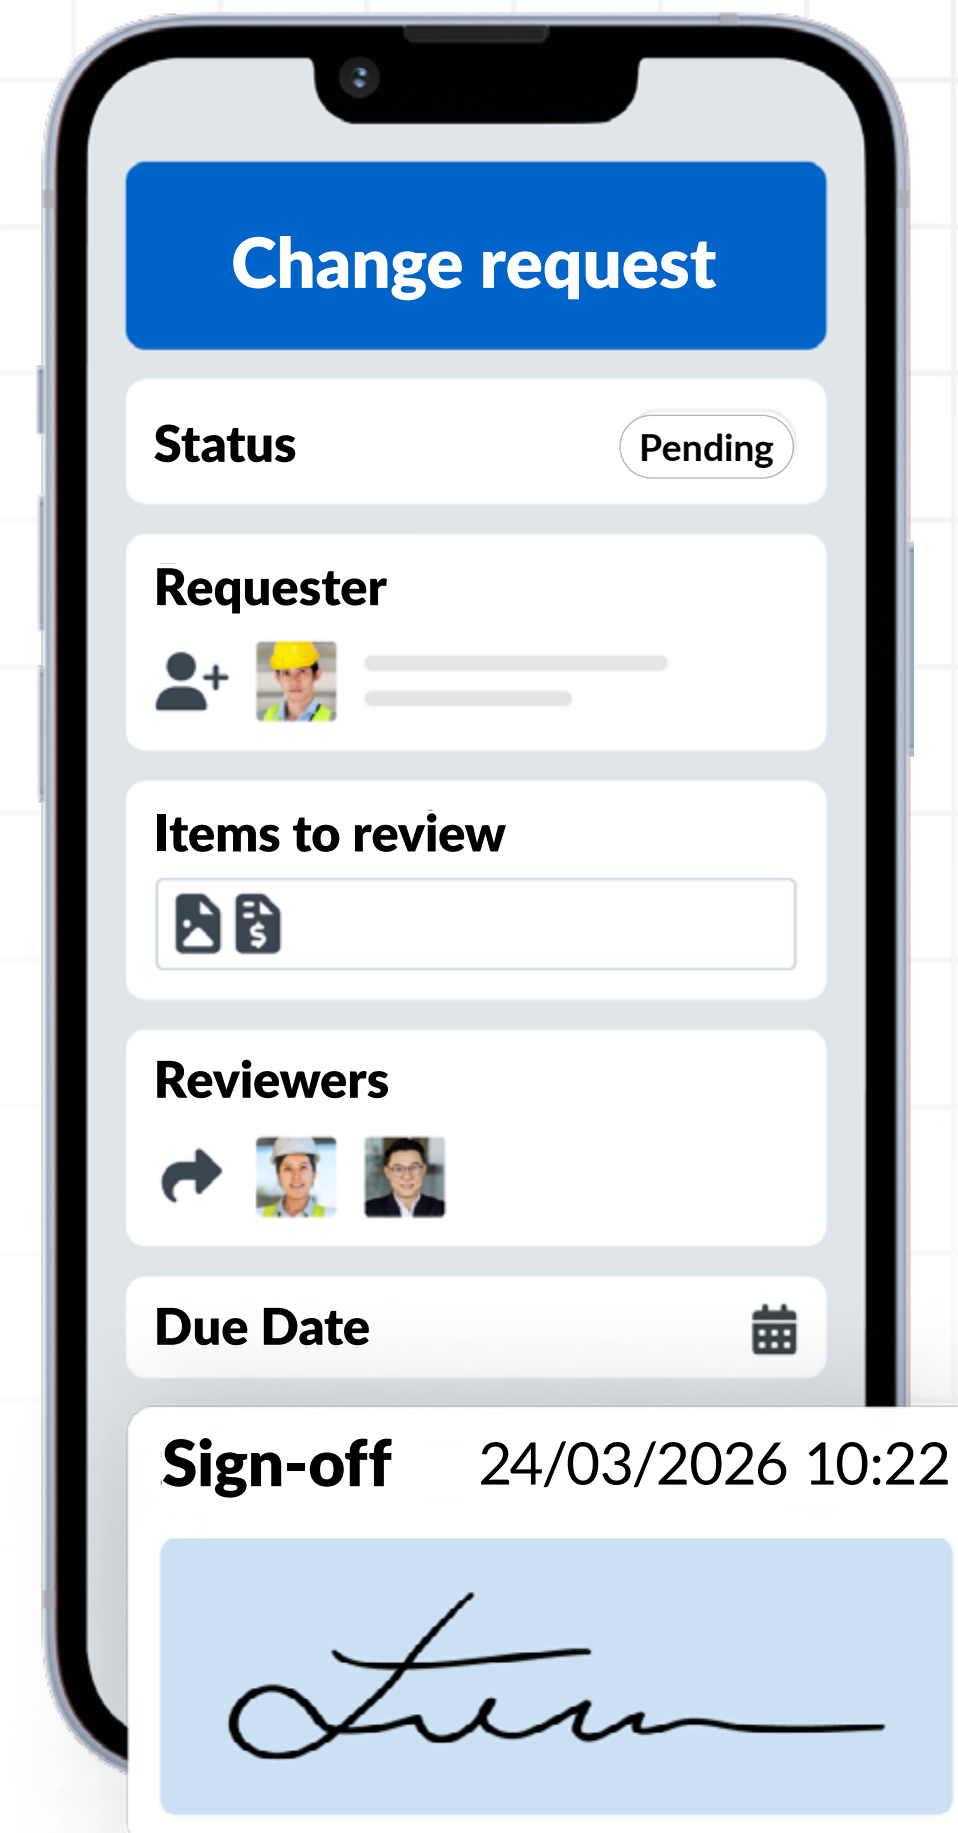 Change request
Status
Pending
Requester
Items to review
Reviewers
Due Date
Sign-off 24/03/2026 10:22